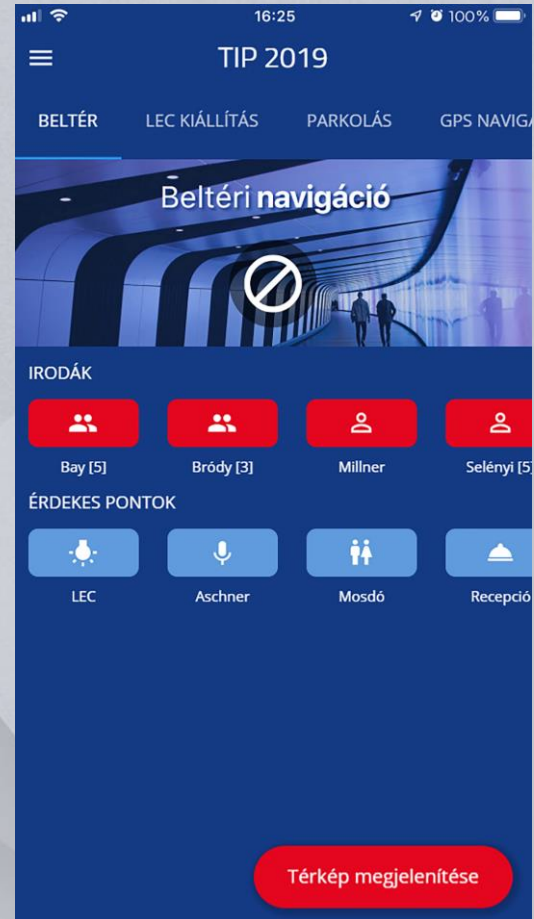 16:25
100%
TIP 2019
BELTÉR LEC KIÁLLÍTÁS PARKOLÁS GPS NAVIGÁ
Beltéri navigáció
IRODÁK
Bay [5] Bródy [3] Millner Selényi [5]
ÉRDEKES PONTOK
LEC Aschner Mosdó Recepció
Térkép megjelenítése